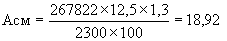 Асм = 267822×12,5×1,3 / 2300×100 = 18,92